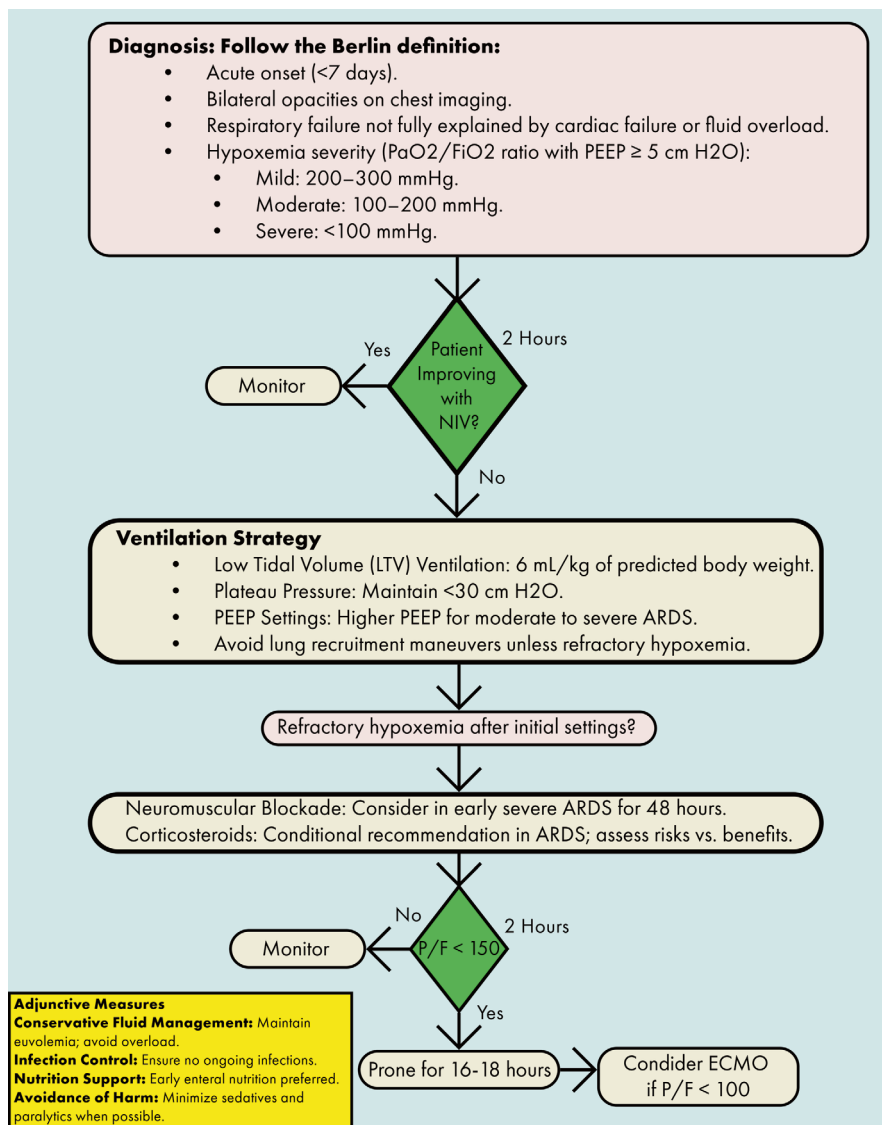 Diagnosis: Follow the Berlin definition:
• Acute onset (<7 days).
• Bilateral opacities on chest imaging.
• Respiratory failure not fully explained by cardiac failure or fluid overload.
• Hypoxemia severity (PaO2/FiO2 ratio with PEEP ≥ 5 cm H2O):
• Mild: 200–300 mmHg.
• Moderate: 100–200 mmHg.
• Severe: <100 mmHg.
2 Hours
Patient
Improving
with
NIV?
Yes
Monitor
No
Ventilation Strategy
• Low Tidal Volume (LTV) Ventilation: 6 mL/kg of predicted body weight.
• Plateau Pressure: Maintain <30 cm H2O.
• PEEP Settings: Higher PEEP for moderate to severe ARDS.
• Avoid lung recruitment maneuvers unless refractory hypoxemia.
Refractory hypoxemia after initial settings?
Neuromuscular Blockade: Consider in early severe ARDS for 48 hours.
Corticosteroids: Conditional recommendation in ARDS; assess risks vs. benefits.
No
2 Hours
Monitor
P/F < 150
Yes
Prone for 16-18 hours
Condider ECMO
if P/F < 100
Adjunctive Measures
Conservative Fluid Management: Maintain
euvolemia; avoid overload.
Infection Control: Ensure no ongoing infections.
Nutrition Support: Early enteral nutrition preferred.
Avoidance of Harm: Minimize sedatives and
paralytics when possible.